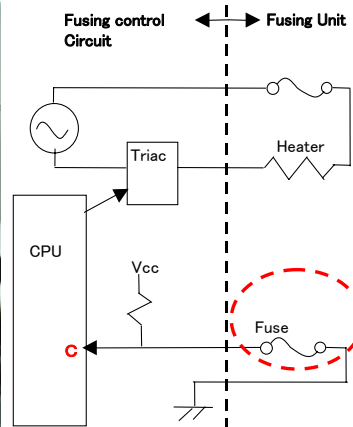 Fusing control
Circuit
Fusing Unit
Triac
Heater
CPU
Vcc
C
Fuse